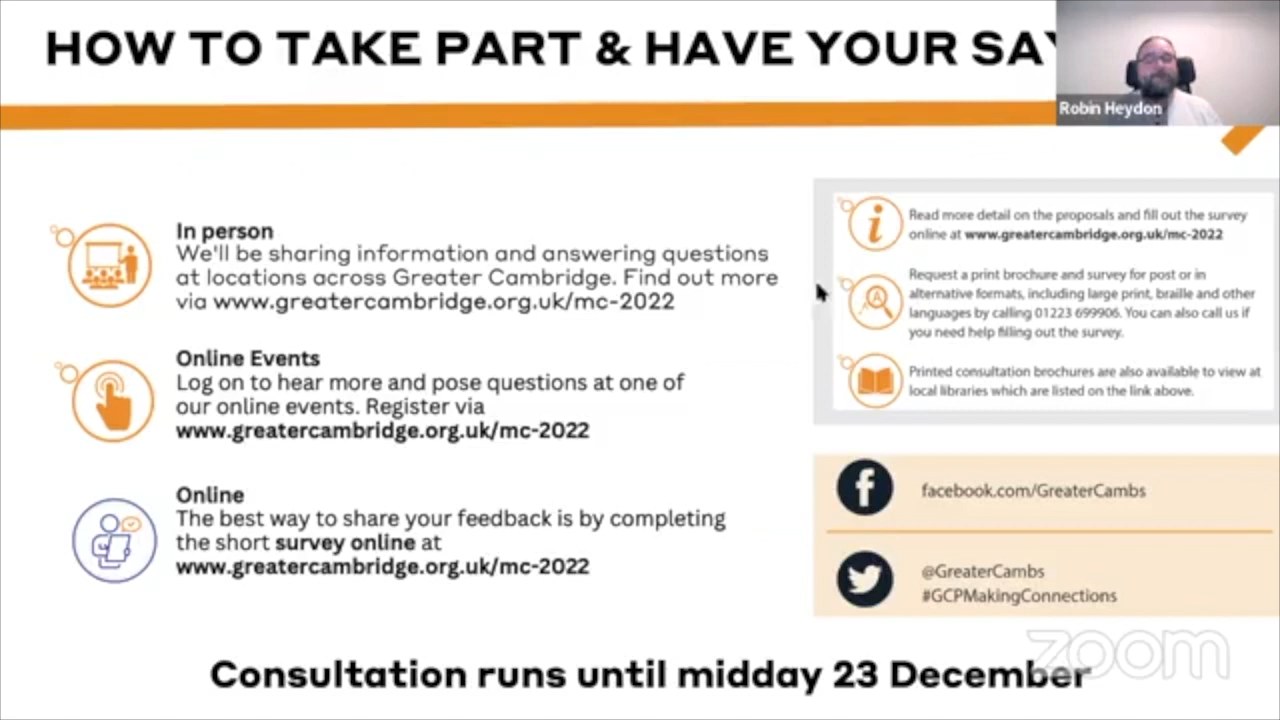 HOW TO TAKE PART & HAVE YOUR SAY
Robin Heydon
In person
We'll be sharing information and answering questions
at locations across Greater Cambridge. Find out more
via www.greatercambridge.org.uk/mc-2022
Online Events
Log on to hear more and pose questions at one of
our online events. Register via
www.greatercambridge.org.uk/mc-2022
Online
The best way to share your feedback is by completing
the short survey online at
www.greatercambridge.org.uk/mc-2022
Read more detail on the proposals and fill out the survey
online at www.greatercambridge.org.uk/mc-2022
Request a print brochure and survey for post or in
alternative formats, including large print, braille and other
languages by calling 01223 699906. You can also call us if
you need help filling out the survey.
Printed consultation brochures are also available to view at
local libraries which are listed on the link above.
facebook.com/GreaterCambs
@GreaterCambs
#GCPMakingConnections
zoom
Consultation runs until midday 23 December